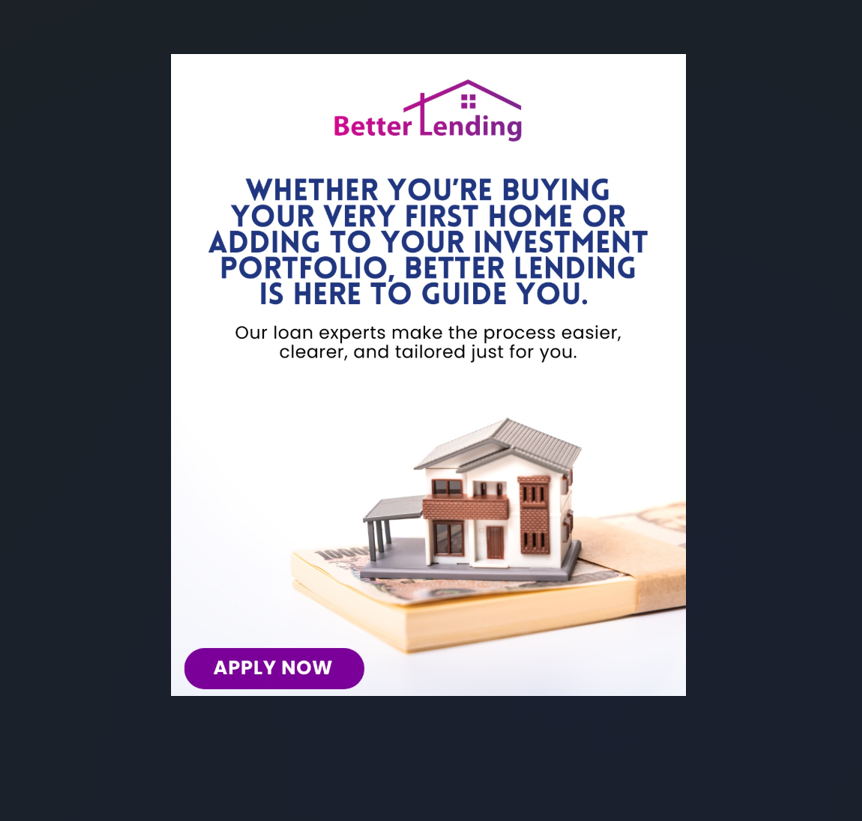 Better Lending
WHETHER YOU'RE BUYING
YOUR VERY FIRST HOME OR
ADDING TO YOUR INVESTMENT
PORTFOLIO, BETTER LENDING
IS HERE TO GUIDE YOU.
Our loan experts make the process easier,
clearer, and tailored just for you.
10000
APPLY NOW